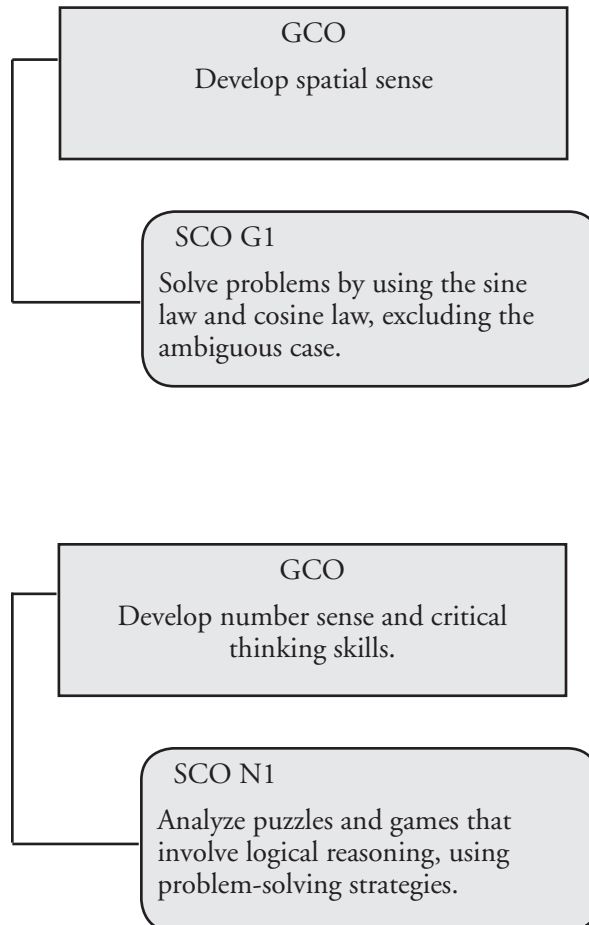 GCO
Develop spatial sense
SCO G1
Solve problems by using the sine
law and cosine law, excluding the
ambiguous case.
GCO
Develop number sense and critical
thinking skills.
SCO N1
Analyze puzzles and games that
involve logical reasoning, using
problem-solving strategies.